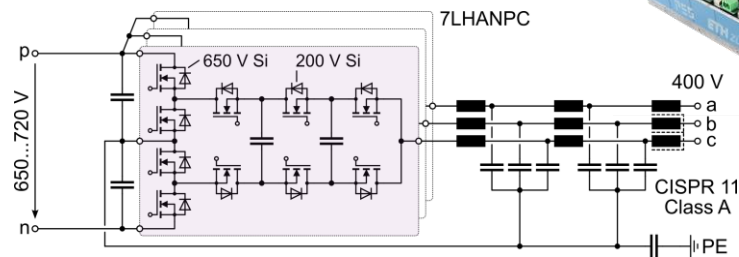 7LHANPC
p
650 V Si
200 V Si
400 V
a
b
c
650...720 V
CISPR 11
Class A
n
PE